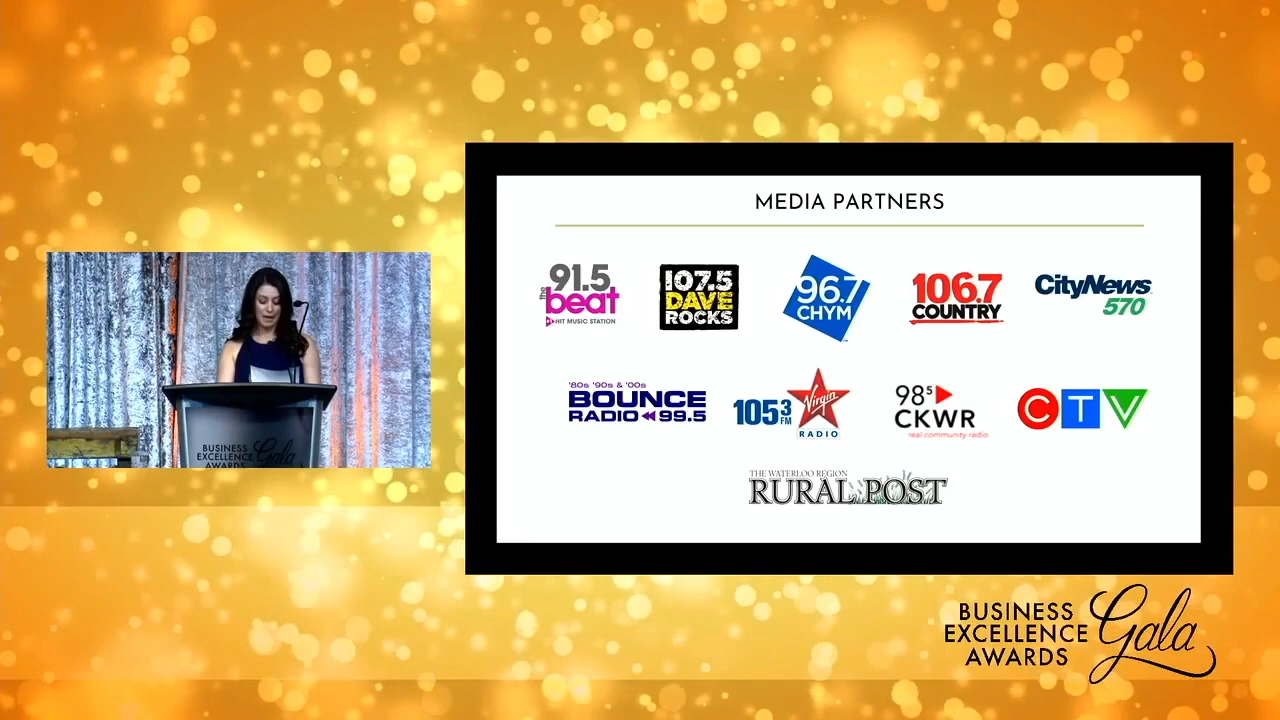 MEDIA PARTNERS
91.5
the beat
HIT MUSIC STATION
107.5
DAVE
ROCKS
96.7
CHYM
106.7
COUNTRY
CityNews
570
'80s '90s & '00s
BOUNCE
RADIO 99.5
105.3 FM
Virgin
RADIO
98.5
CKWR
real community radio
CTV
THE WATERLOO REGION
RURAL POST
BUSINESS
EXCELLENCE
AWARDS
Gala
BUSINESS
EXCELLENCE
AWARDS
Gala